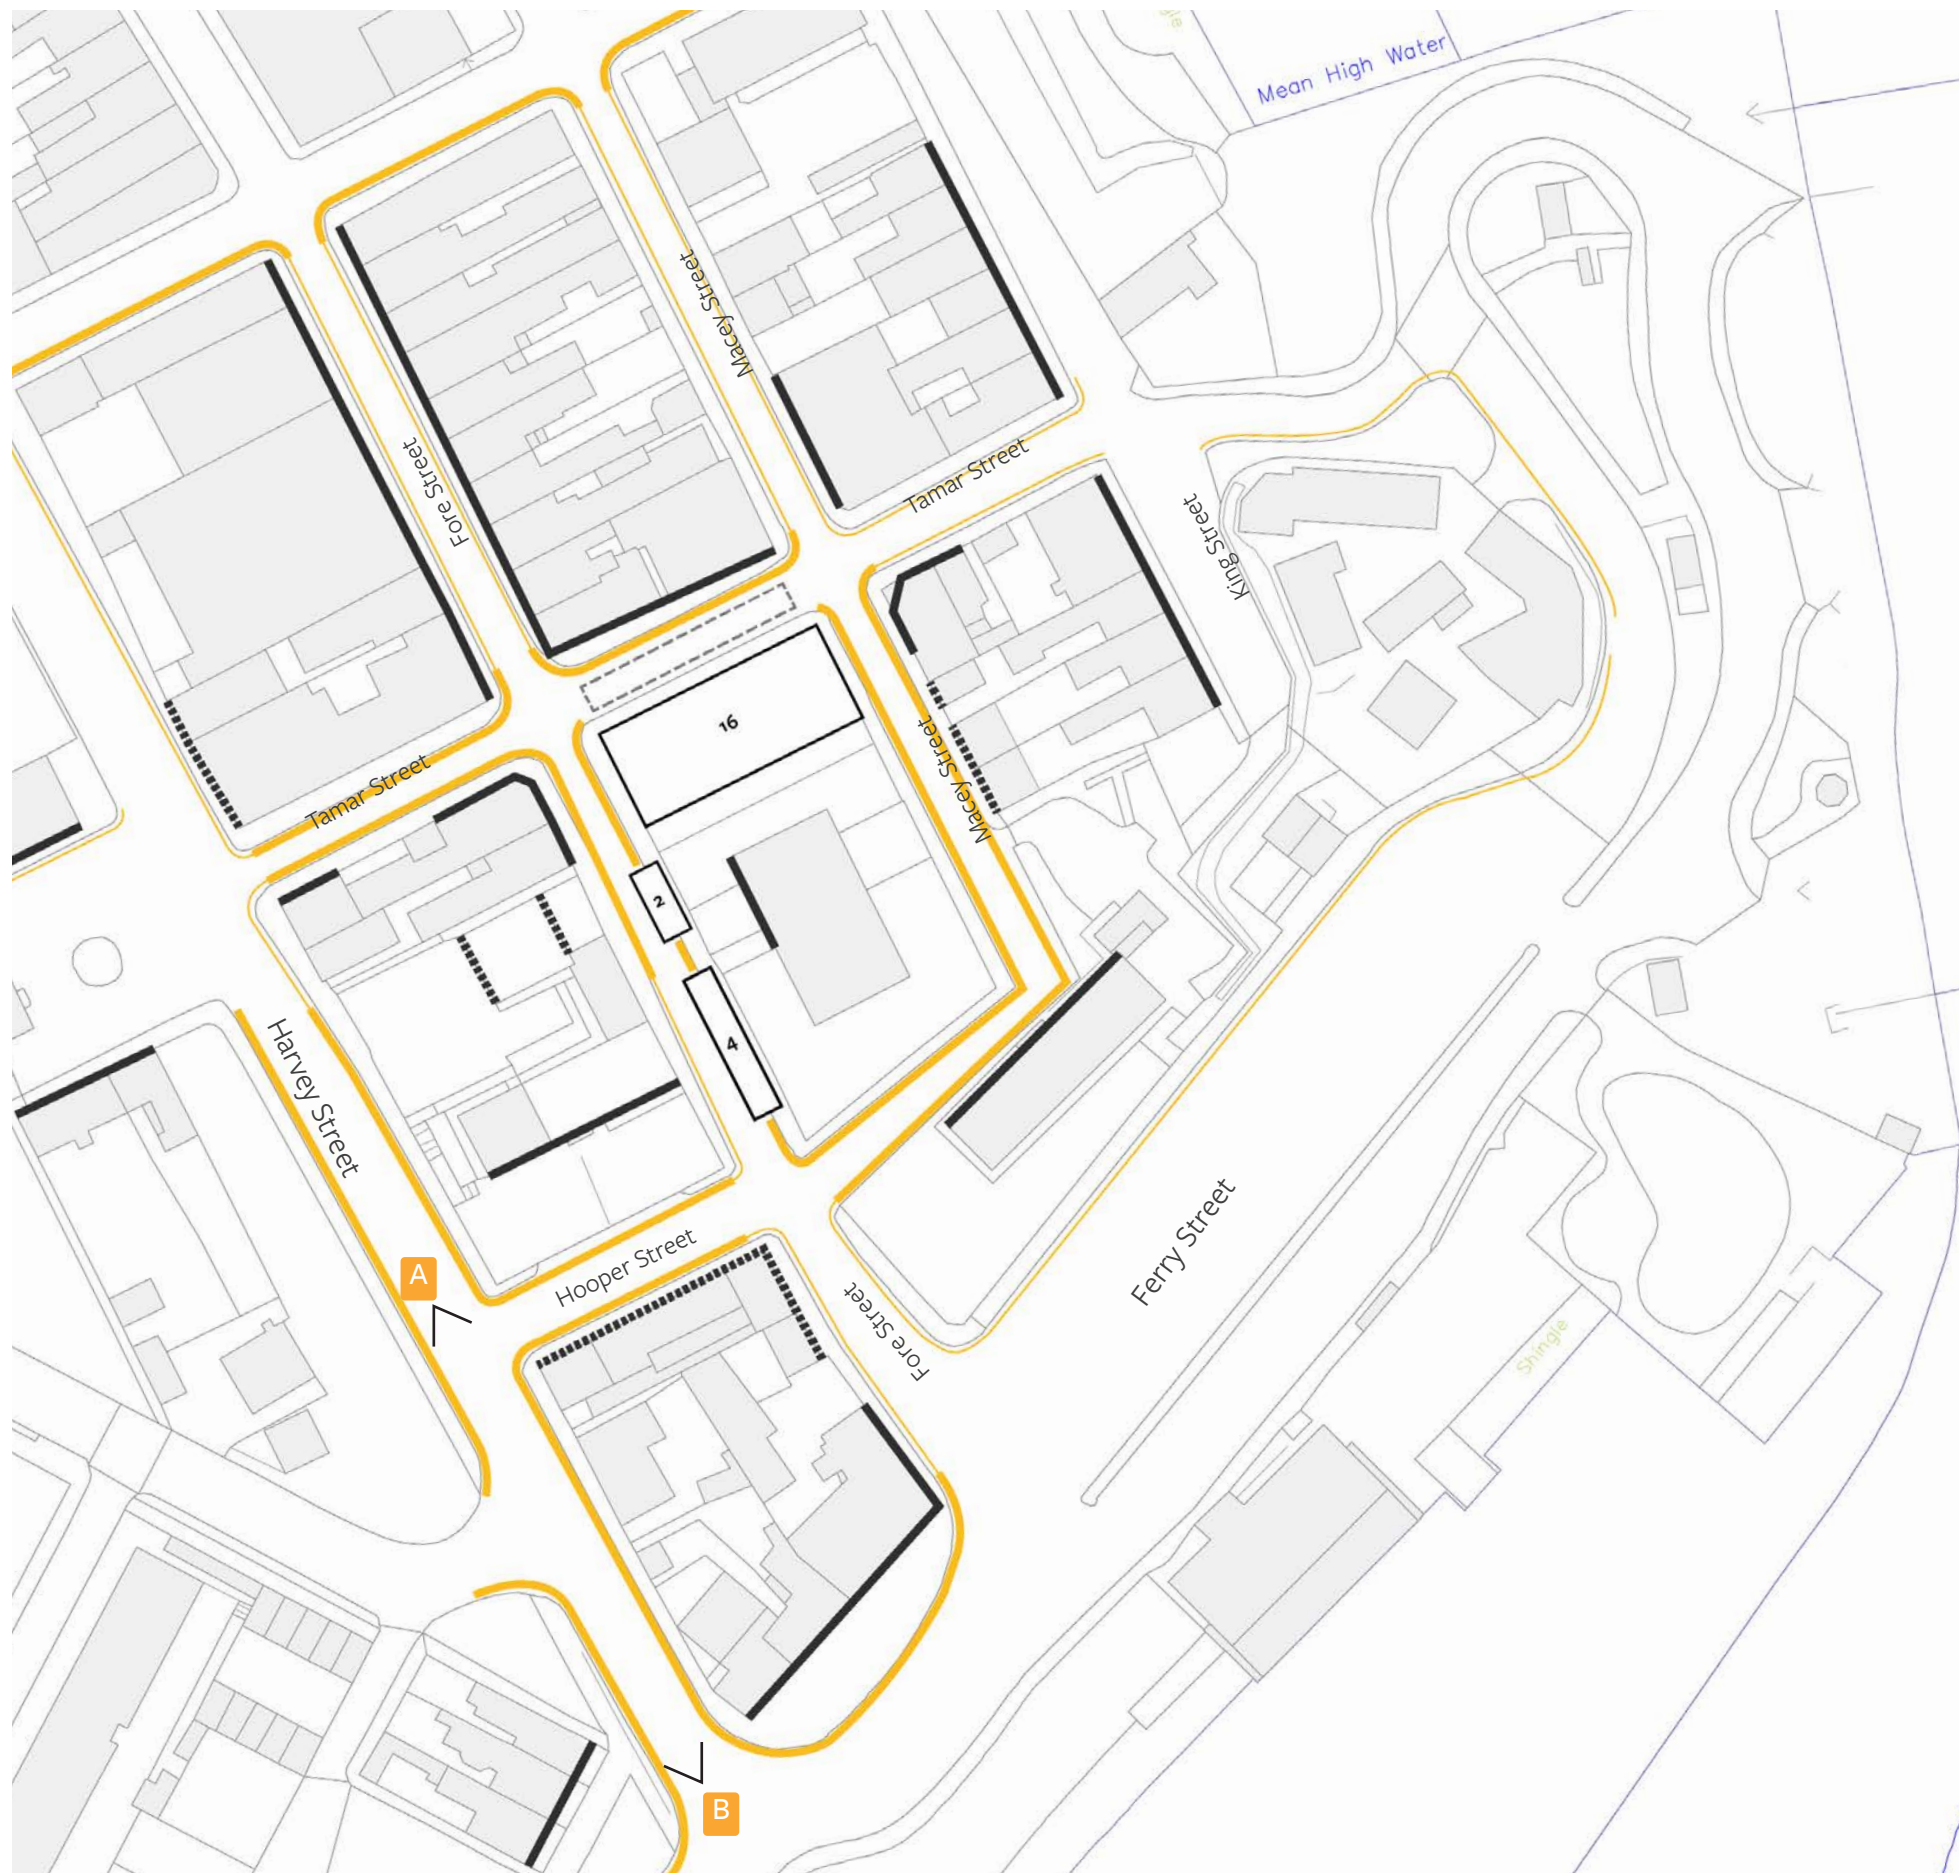 Mean High Water
Macey Street
Fore Street
Tamar Street
King Street
16
Tamar Street
Macey Street
2
4
Harvey Street
Hooper Street
A
Fore Street
Ferry Street
Shingle
B